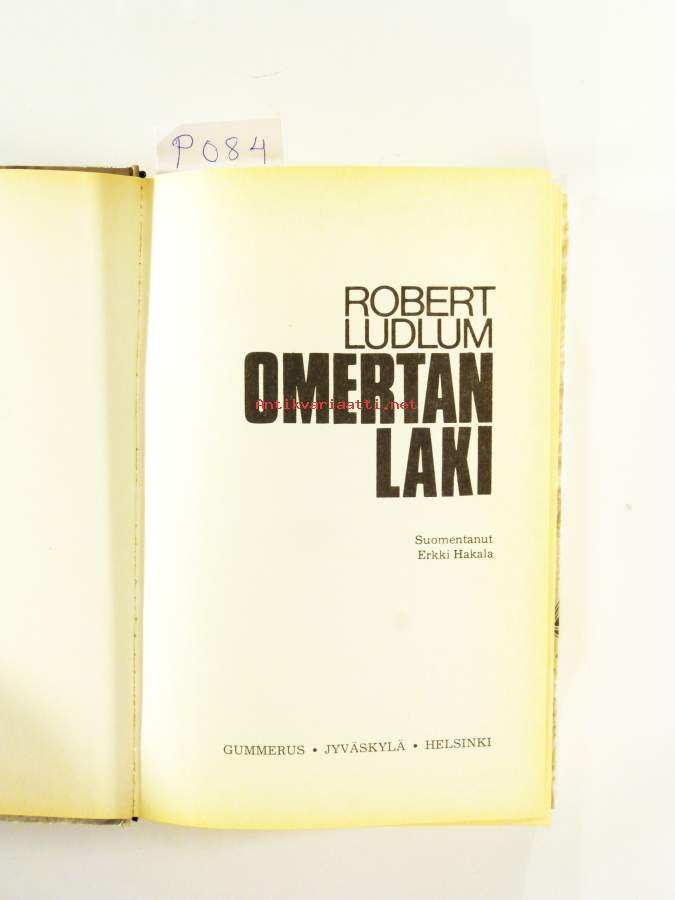 P084
ROBERT
LUDLUM
OMERTAN
Antikvariaatti.net
LAKI
Suomentanut
Erkki Hakala
GUMMERUS • JYVÄSKYLÄ • HELSINKI